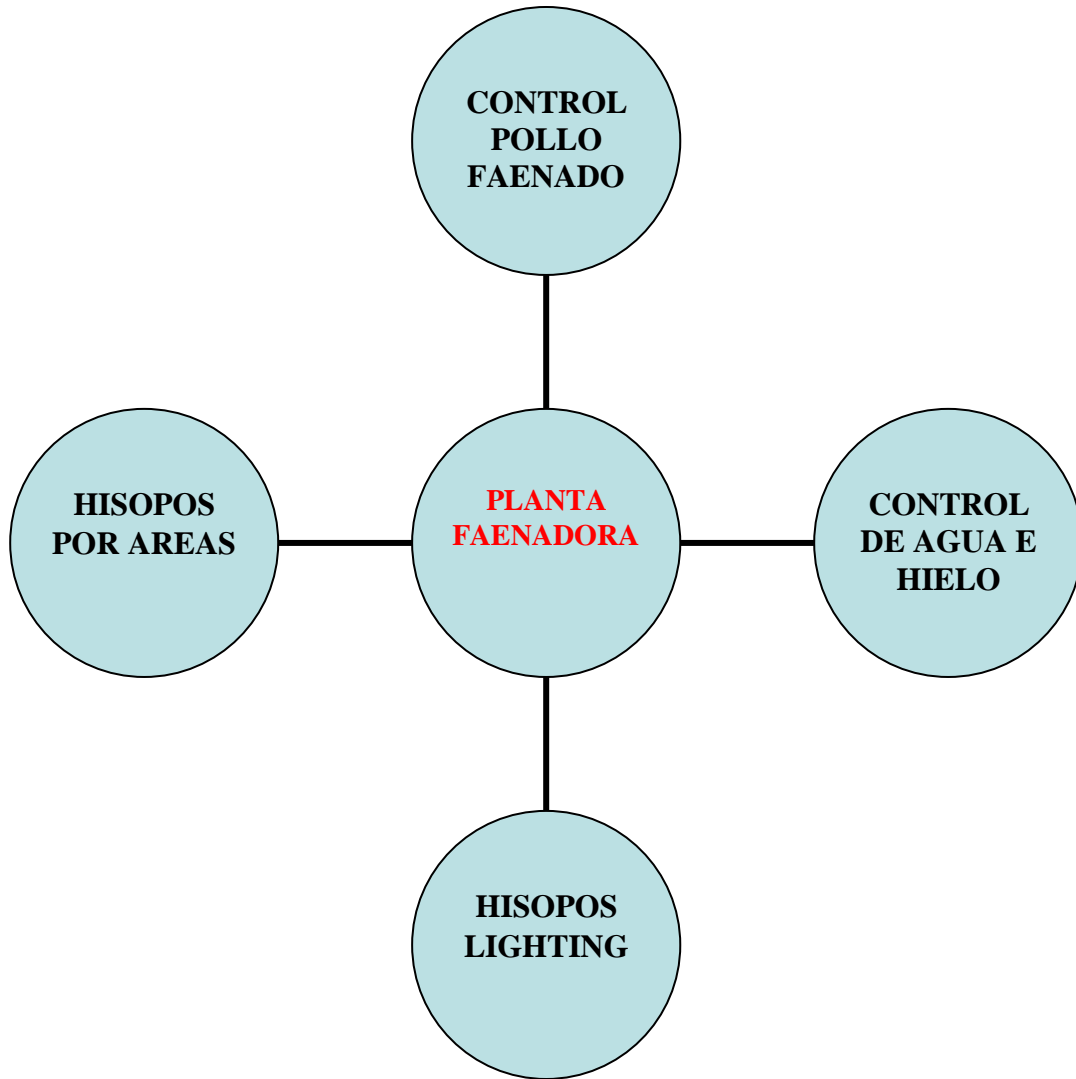 CONTROL
POLLO
FAENADO
HISOPOS
POR AREAS
PLANTA
FAENADORA
CONTROL
DE AGUA E
HIELO
HISOPOS
LIGHTING